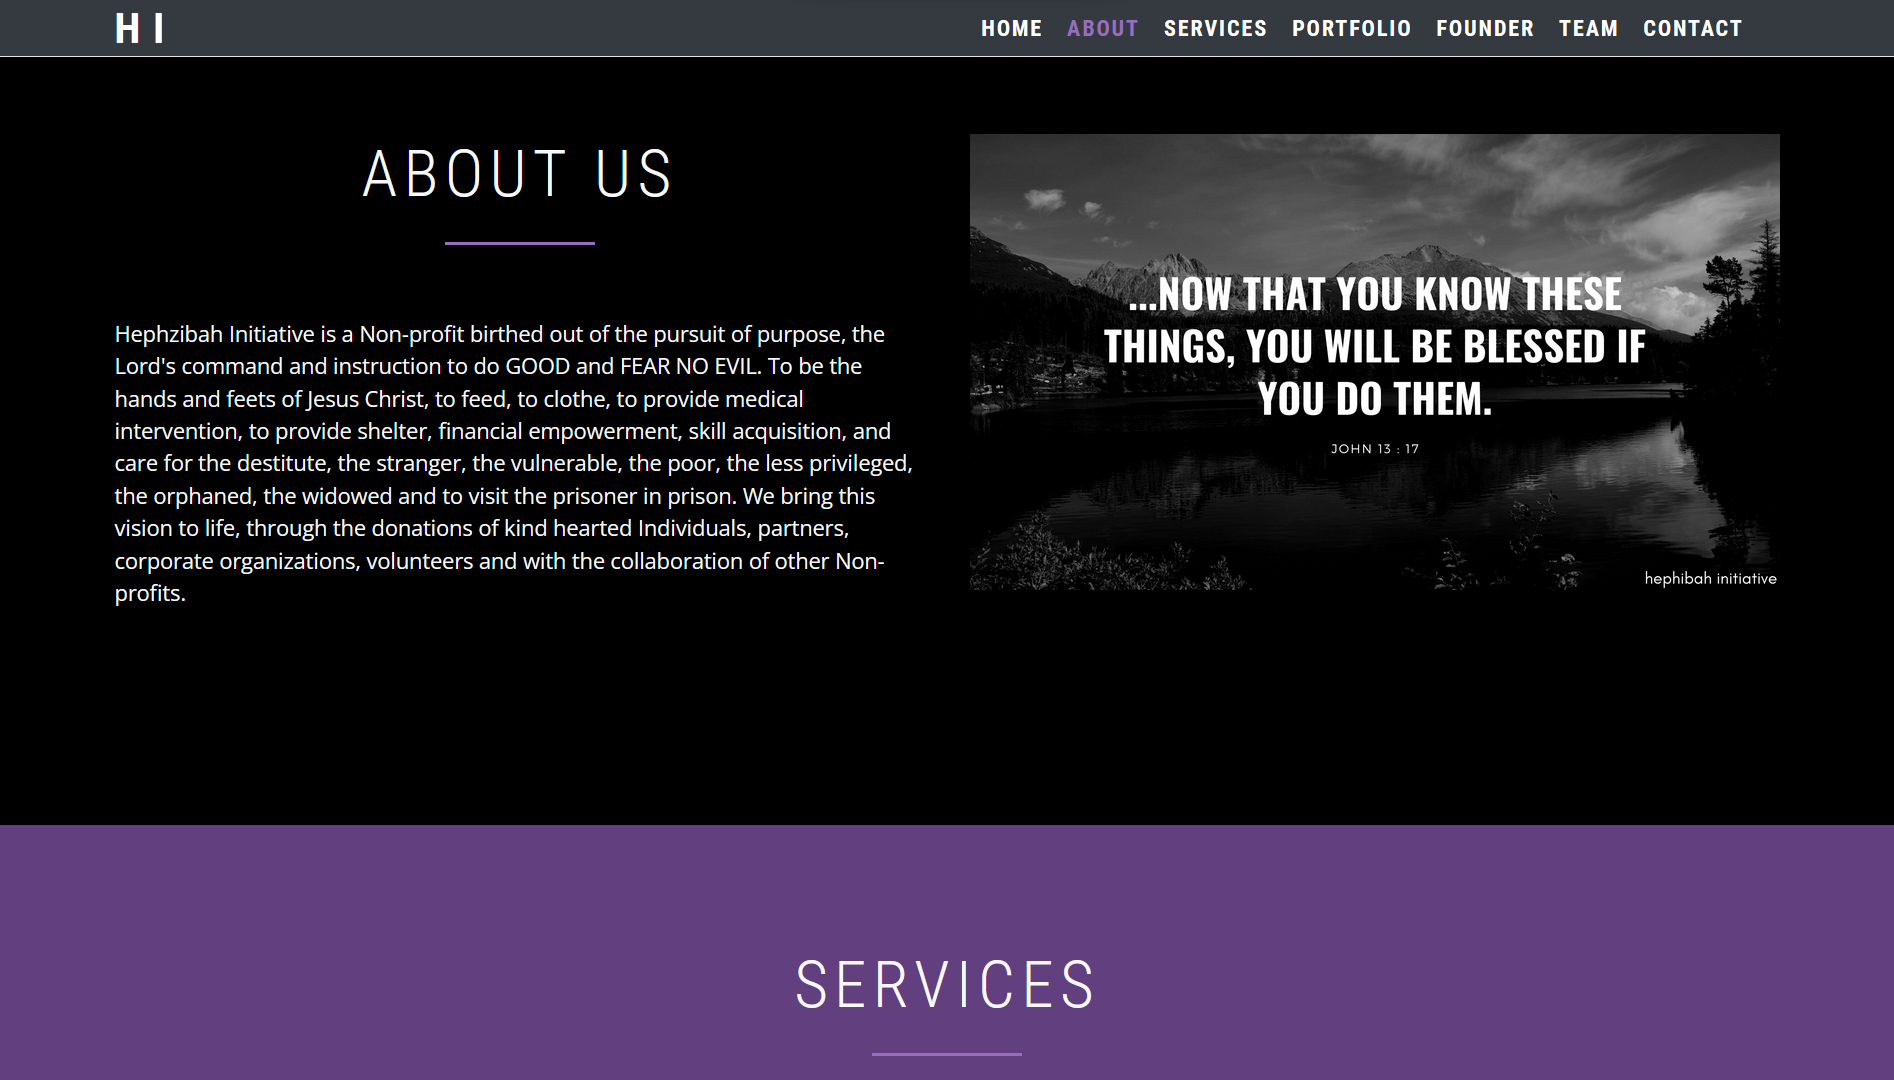 H I
HOME ABOUT SERVICES PORTFOLIO FOUNDER TEAM CONTACT
ABOUT US
Hephzibah Initiative is a Non-profit birthed out of the pursuit of purpose, the
Lord's command and instruction to do GOOD and FEAR NO EVIL. To be the
hands and feets of Jesus Christ, to feed, to clothe, to provide medical
intervention, to provide shelter, financial empowerment, skill acquisition, and
care for the destitute, the stranger, the vulnerable, the poor, the less privileged,
the orphaned, the widowed and to visit the prisoner in prison. We bring this
vision to life, through the donations of kind hearted Individuals, partners,
corporate organizations, volunteers and with the collaboration of other Non-
profits.
...NOW THAT YOU KNOW THESE
THINGS, YOU WILL BE BLESSED IF
YOU DO THEM.
JOHN 13 : 17
hephibah initiative
SERVICES